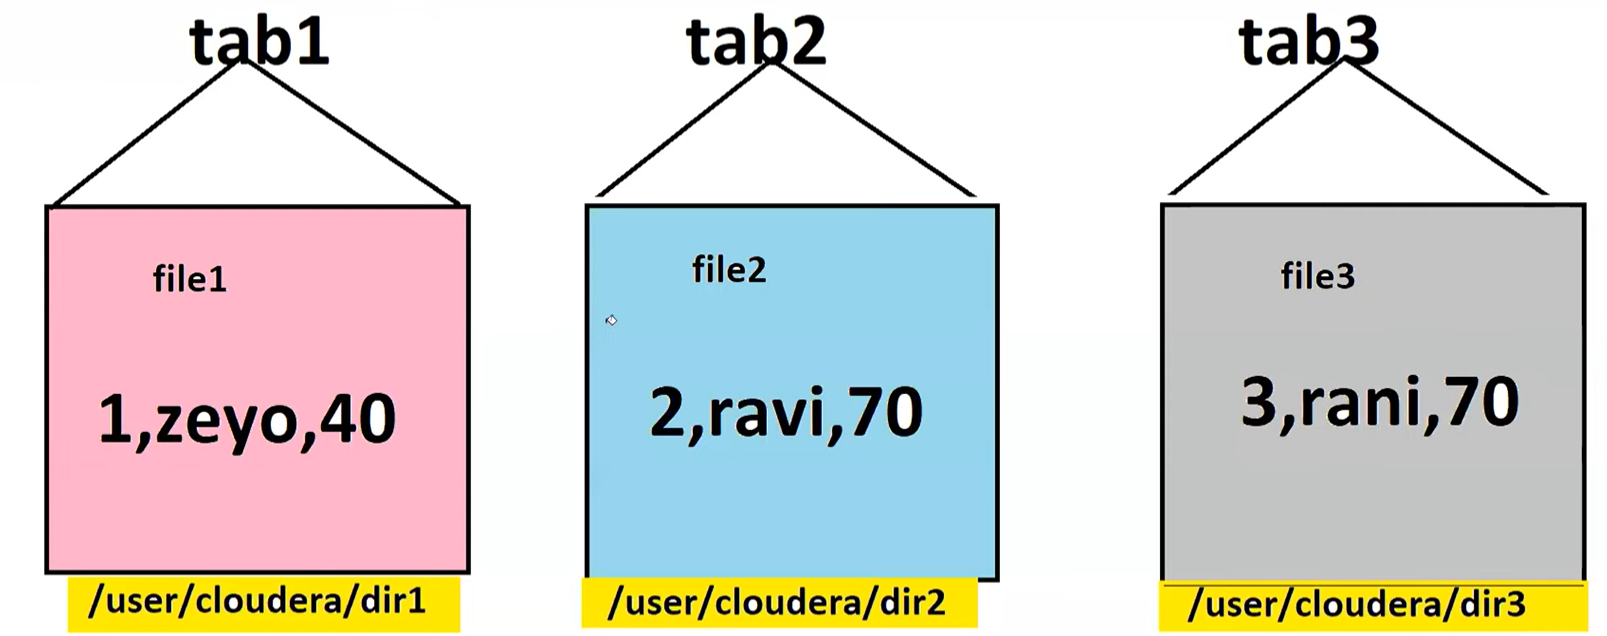 tab1
tab2
tab3
file1
file2
file3
1,zeyo,40
2,ravi,70
3,rani,70
/user/cloudera/dir1
/user/cloudera/dir2
/user/cloudera/dir3